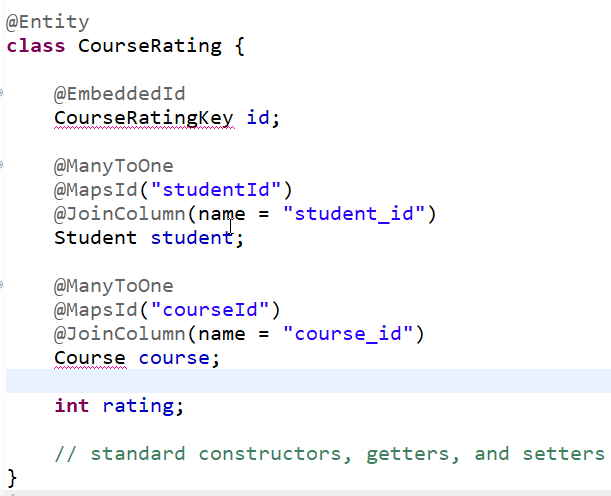 @Entity
class CourseRating {
@EmbeddedId
CourseRatingKey id;
@ManyToOne
@MapsId("studentId")
@JoinColumn(name = "student_id")
Student student;
@ManyToOne
@MapsId("courseId")
@JoinColumn(name = "course_id")
Course course;
int rating;
// standard constructors, getters, and setters
}